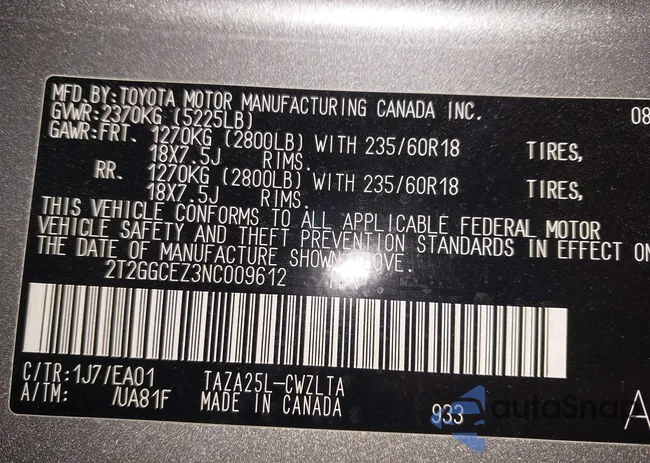 MFD.BY:TOYOTA MOTOR MANUFACTURING CANADA INC. 08
GVWR:2370KG (5225LB)
GAWR:FRT. 1270KG (2800LB) WITH 235/60R18 TIRES,
18X7.5J RIMS.
RR. 1270KG (2800LB) WITH 235/60R18 TIRES,
18X7.5J RIMS.
THIS VEHICLE CONFORMS TO ALL APPLICABLE FEDERAL MOTOR
VEHICLE SAFETY AND THEFT PREVENTION STANDARDS IN EFFECT ON
THE DATE OF MANUFACTURE SHOWN ABOVE.
2T2GGCEZ3NC009612
C/TR:1J7/EA01 TAZA25L-CWZLTA
A/TM: /UA81F MADE IN CANADA 933 A
autoSnap